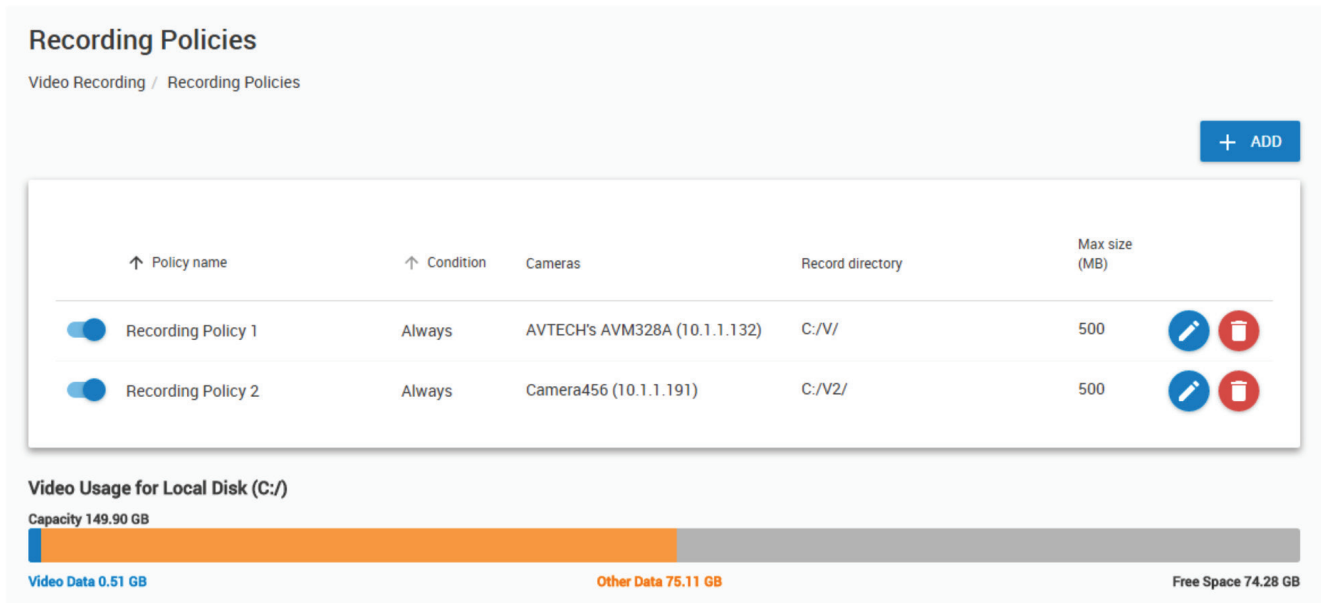 Recording Policies
Video Recording / Recording Policies
+ ADD
↑ Policy name ↑ Condition Cameras Record directory Max size (MB)
Recording Policy 1 Always AVTECH's AVM328A (10.1.1.132) C:/V/ 500
Recording Policy 2 Always Camera456 (10.1.1.191) C:/V2/ 500
Video Usage for Local Disk (C:/)
Capacity 149.90 GB
Video Data 0.51 GB Other Data 75.11 GB Free Space 74.28 GB